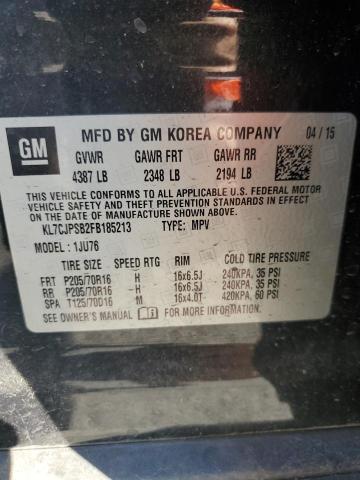 GM
MFD BY GM KOREA COMPANY 04 / 15
GVWR GAWR FRT GAWR RR
4387 LB 2348 LB 2194 LB
THIS VEHICLE CONFORMS TO ALL APPLICABLE U.S. FEDERAL MOTOR
VEHICLE SAFETY AND THEFT PREVENTION STANDARDS IN EFFECT
ON THE DATE OF MANUFACTURE SHOWN ABOVE.
KL7CJPSB2FB185213 TYPE: MPV
MODEL : 1JU76
TIRE SIZE SPEED RTG RIM COLD TIRE PRESSURE
FRT P205/70R16 - H 16x6.5J 240KPA, 35 PSI
RR P205/70R16 -H 16x6.5J 240KPA, 35 PSI
SPA T125/70D16 M 16x4.0T 420KPA, 60 PSI
SEE OWNER'S MANUAL FOR MORE INFORMATION